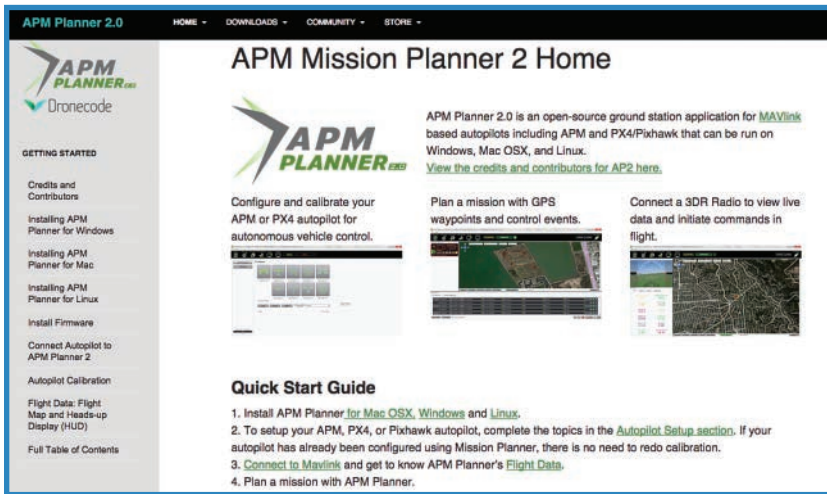 APM Planner 2.0
HOME
DOWNLOADS
COMMUNITY
STORE
APM
PLANNER
Dronecode
GETTING STARTED
Credits and
Contributors
Installing APM
Planner for Windows
Installing APM
Planner for Mac
Installing APM
Planner for Linux
Install Firmware
Connect Autopilot to
APM Planner 2
Autopilot Calibration
Flight Data: Flight
Map and Heads-up
Display (HUD)
Full Table of Contents
APM Mission Planner 2 Home
APM
PLANNER
APM Planner 2.0 is an open-source ground station application for MAVlink
based autopilots including APM and PX4/Pixhawk that can be run on
Windows, Mac OSX, and Linux.
View the credits and contributors for AP2 here.
Configure and calibrate your
APM or PX4 autopilot for
autonomous vehicle control.
Plan a mission with GPS
waypoints and control events.
Connect a 3DR Radio to view live
data and initiate commands in
flight.
Quick Start Guide
1. Install APM Planner for Mac OSX, Windows and Linux.
2. To setup your APM, PX4, or Pixhawk autopilot, complete the topics in the Autopilot Setup section. If your
autopilot has already been configured using Mission Planner, there is no need to redo calibration.
3. Connect to Mavlink and get to know APM Planner's Flight Data.
4. Plan a mission with APM Planner.